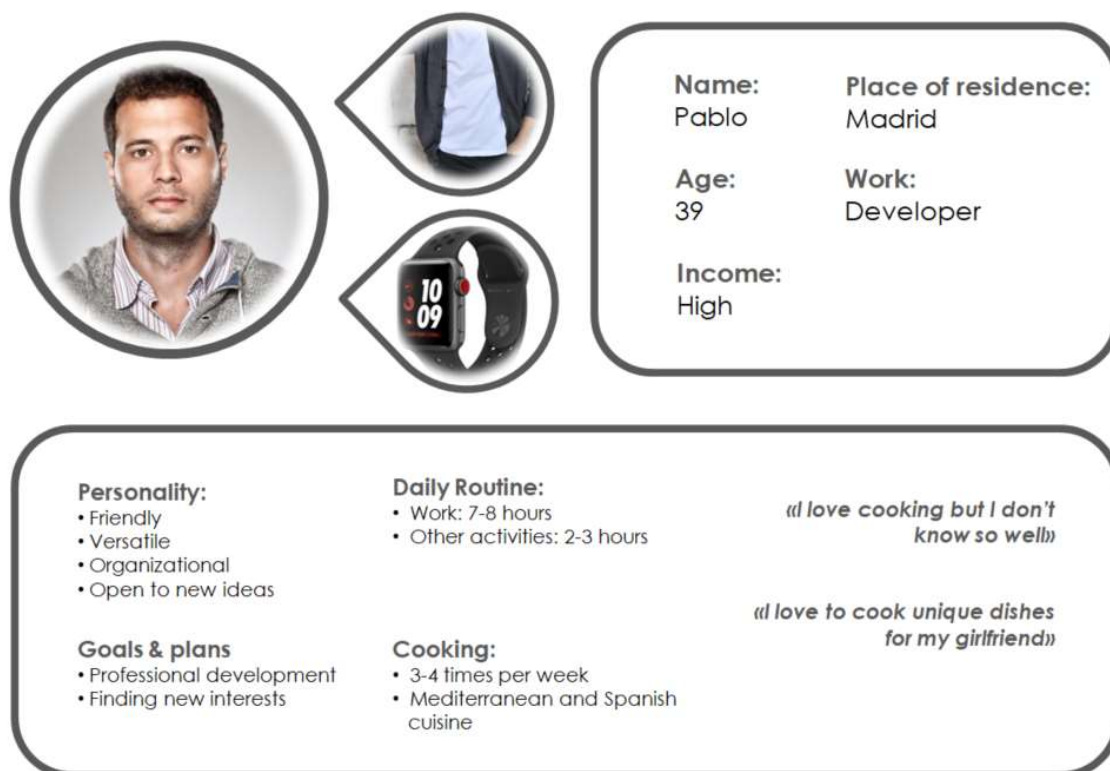 10
09
Name:
Pablo
Place of residence:
Madrid
Age:
39
Work:
Developer
Income:
High
Personality:
• Friendly
• Versatile
• Organizational
• Open to new ideas
Daily Routine:
• Work: 7-8 hours
• Other activities: 2-3 hours
«I love cooking but I don't
know so well»
«I love to cook unique dishes
for my girlfriend»
Goals & plans
• Professional development
• Finding new interests
Cooking:
• 3-4 times per week
• Mediterranean and Spanish
cuisine